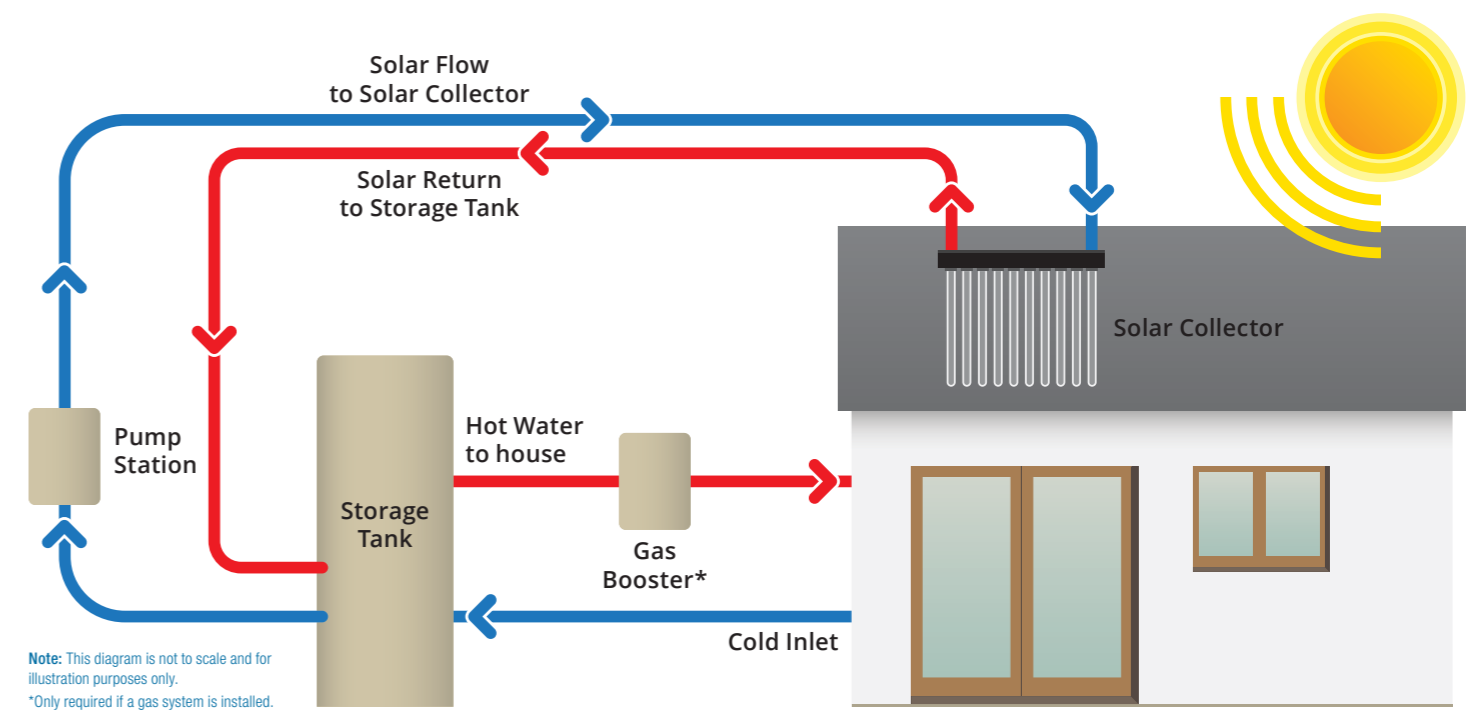 Solar Flow
to Solar Collector
Solar Return
to Storage Tank
Solar Collector
Pump
Station
Hot Water
to house
Storage
Tank
Gas
Booster*
Cold Inlet
Note: This diagram is not to scale and for
illustration purposes only.
*Only required if a gas system is installed.